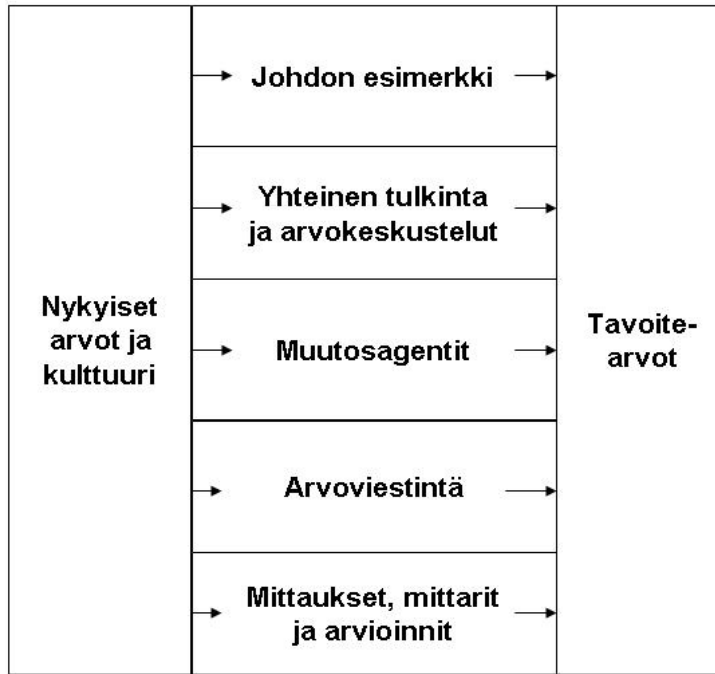 Nykyiset
arvot ja
kulttuuri
Johdon esimerkki
Yhteinen tulkinta
ja arvokeskustelut
Muutosagentit
Arvoviestintä
Mittaukset, mittarit
ja arvioinnit
Tavoite-
arvot